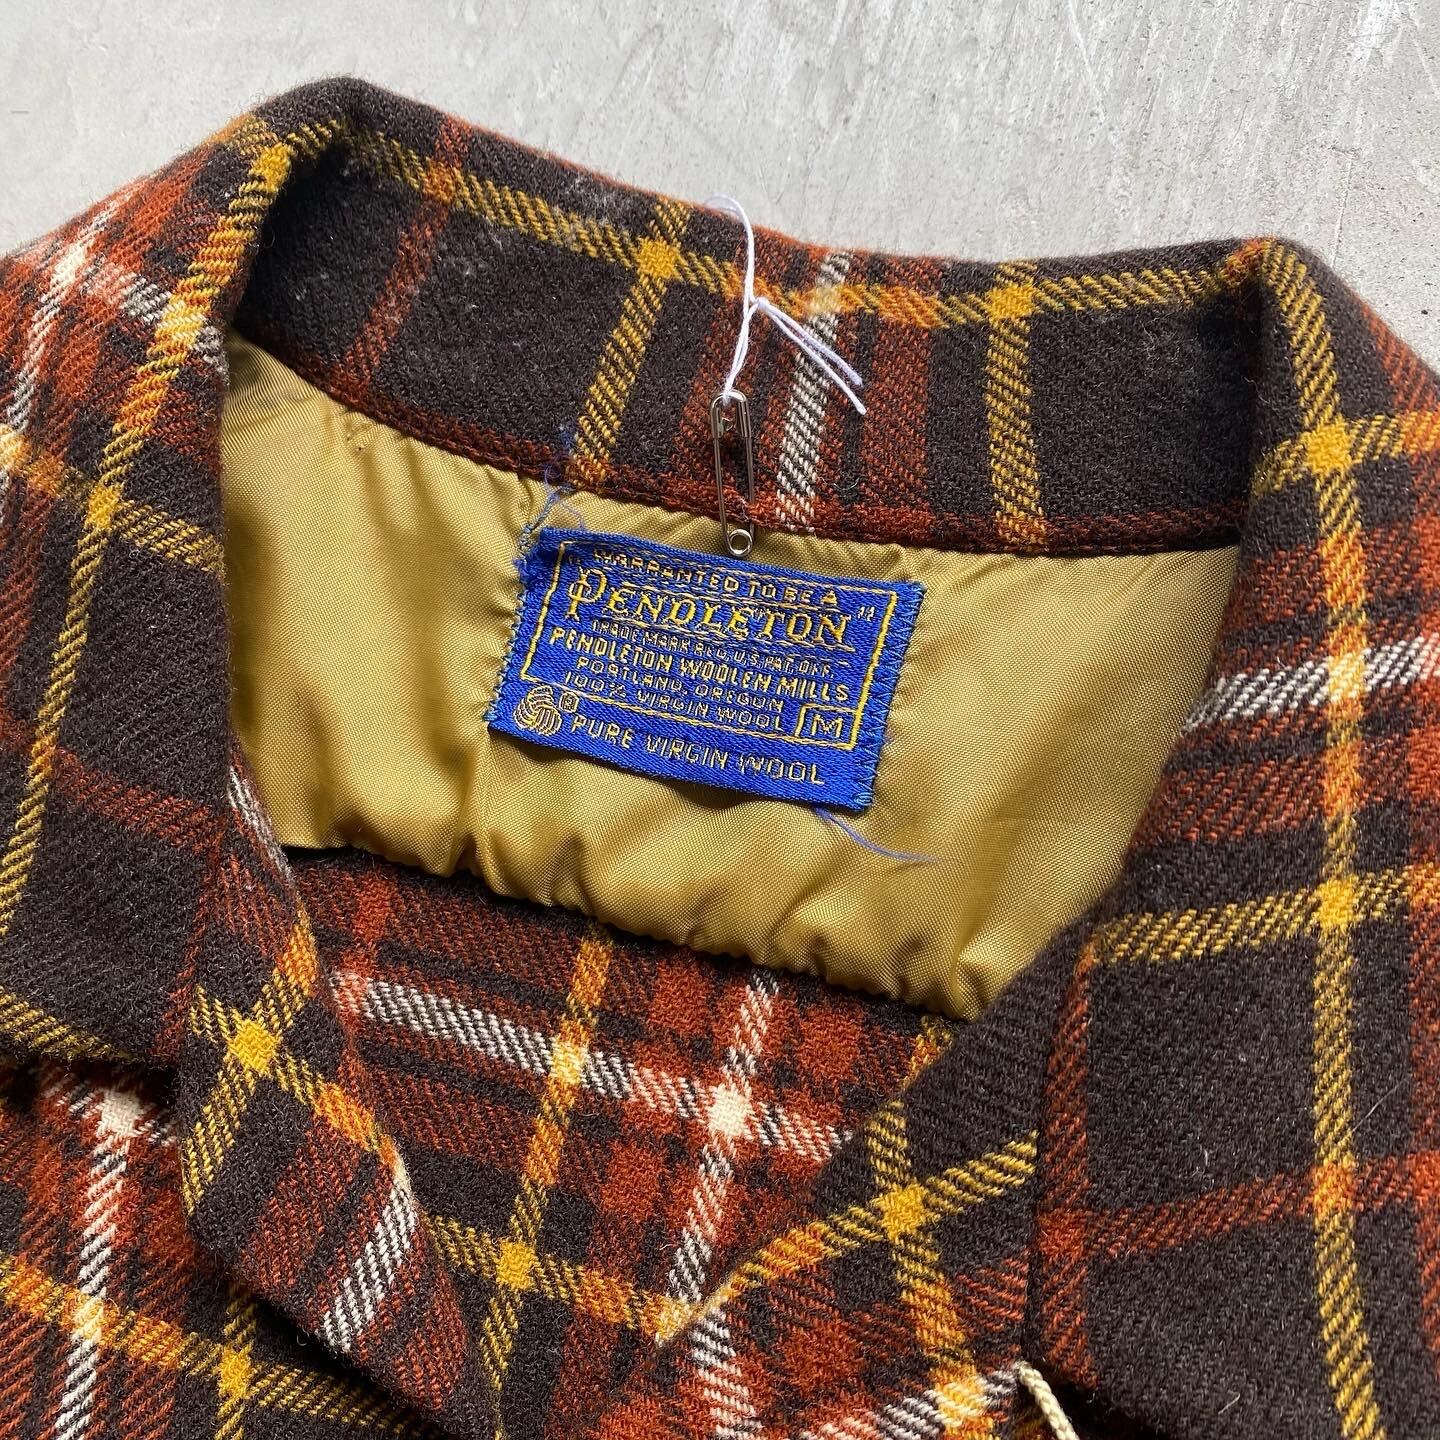 WARRANTED TO BE A
"PENDLETON"
TRADE MARK REG. U.S. PAT. OFF.
PENDLETON WOOLEN MILLS
PORTLAND, OREGON
100% VIRGIN WOOL
M
®
PURE VIRGIN WOOL